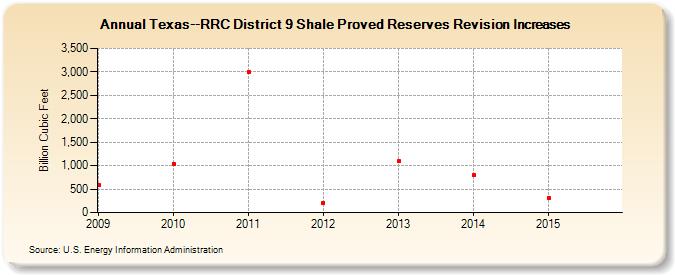 Annual Texas--RRC District 9 Shale Proved Reserves Revision Increases
Billion Cubic Feet
3,500
3,000
2,500
2,000
1,500
1,000
500
0
2009 2010 2011 2012 2013 2014 2015
Source: U.S. Energy Information Administration